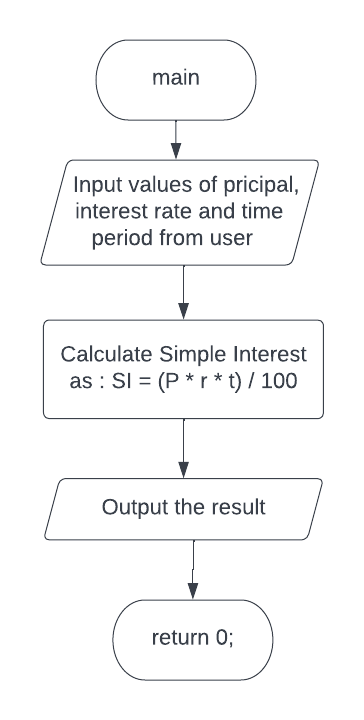 main
Input values of pricipal,
interest rate and time
period from user
Calculate Simple Interest
as : SI = (P * r * t) / 100
Output the result
return 0;